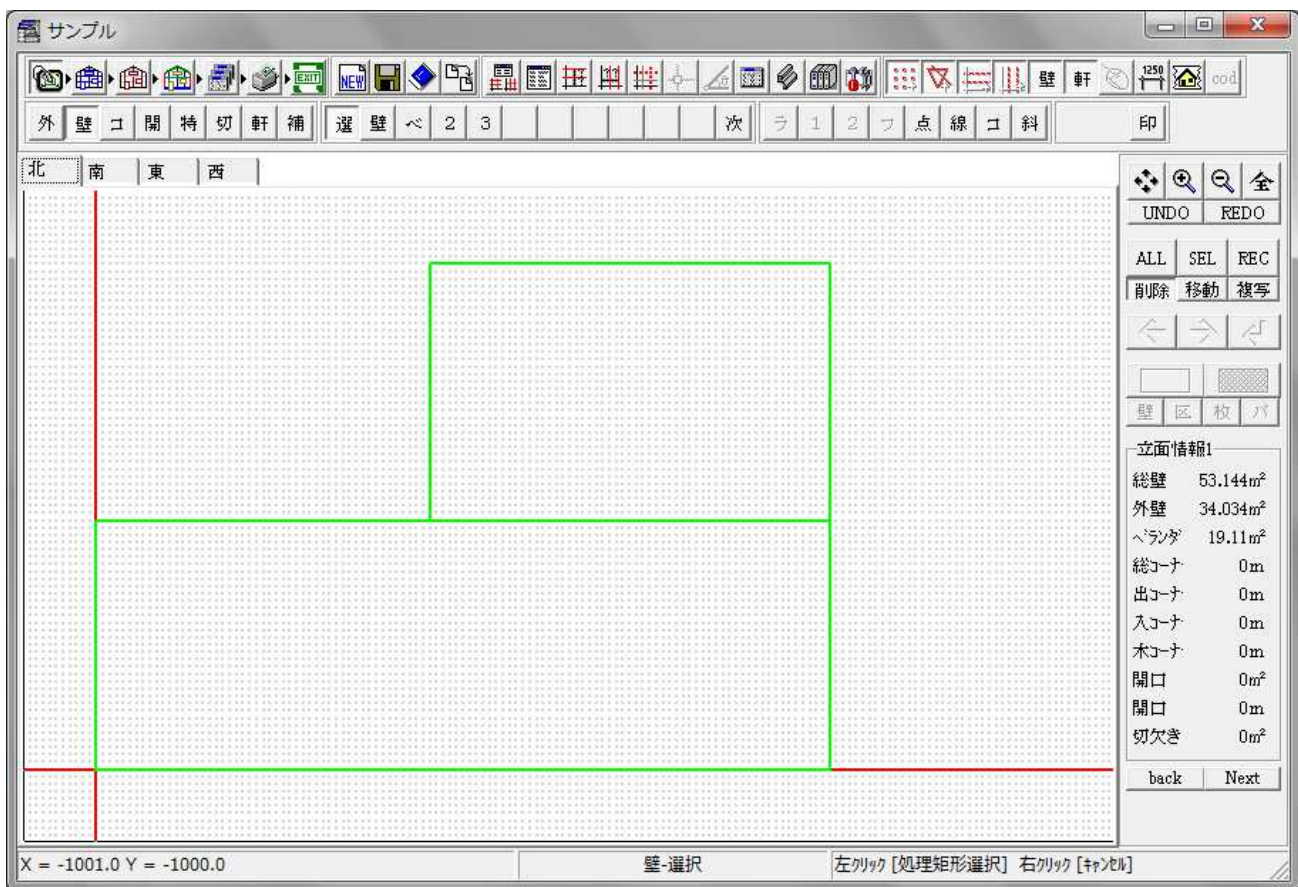 サンプル
EXIT NEW 壁 軒 1250 cod
外 壁 コ 開 特 切 軒 補 選 壁 ベ 2 3 次 ラ 1 2 フ 点 線 コ 斜 印
北 南 東 西
全
UNDO REDO
ALL SEL REC
削除 移動 複写
壁 区 枚 パ
立面情報1
総壁 53.144m²
外壁 34.034m²
ベランダ 19.11m²
総コーナ 0m
出コーナ 0m
入コーナ 0m
木コーナ 0m
開口 0m²
開口 0m
切欠き 0m²
back Next
X = -1001.0 Y = -1000.0 壁-選択 左クリック [処理矩形選択] 右クリック [キャンセル]